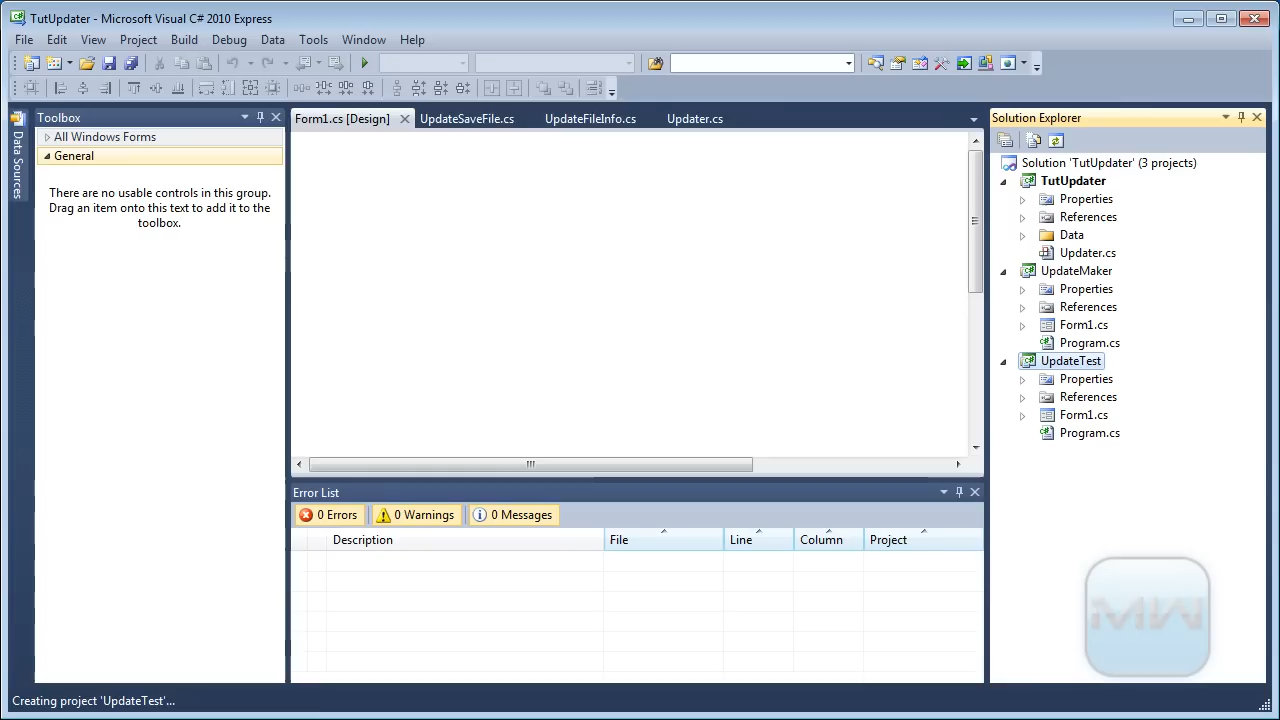 TutUpdater - Microsoft Visual C# 2010 Express
File Edit View Project Build Debug Data Tools Window Help
Data Sources
Toolbox
All Windows Forms
General
There are no usable controls in this group.
Drag an item onto this text to add it to the
toolbox.
Form1.cs [Design] UpdateSaveFile.cs UpdateFileInfo.cs Updater.cs
Error List
0 Errors 0 Warnings 0 Messages
Description File Line Column Project
Solution Explorer
Solution 'TutUpdater' (3 projects)
TutUpdater
Properties
References
Data
Updater.cs
UpdateMaker
Properties
References
Form1.cs
Program.cs
UpdateTest
Properties
References
Form1.cs
Program.cs
MW
Creating project 'UpdateTest'...